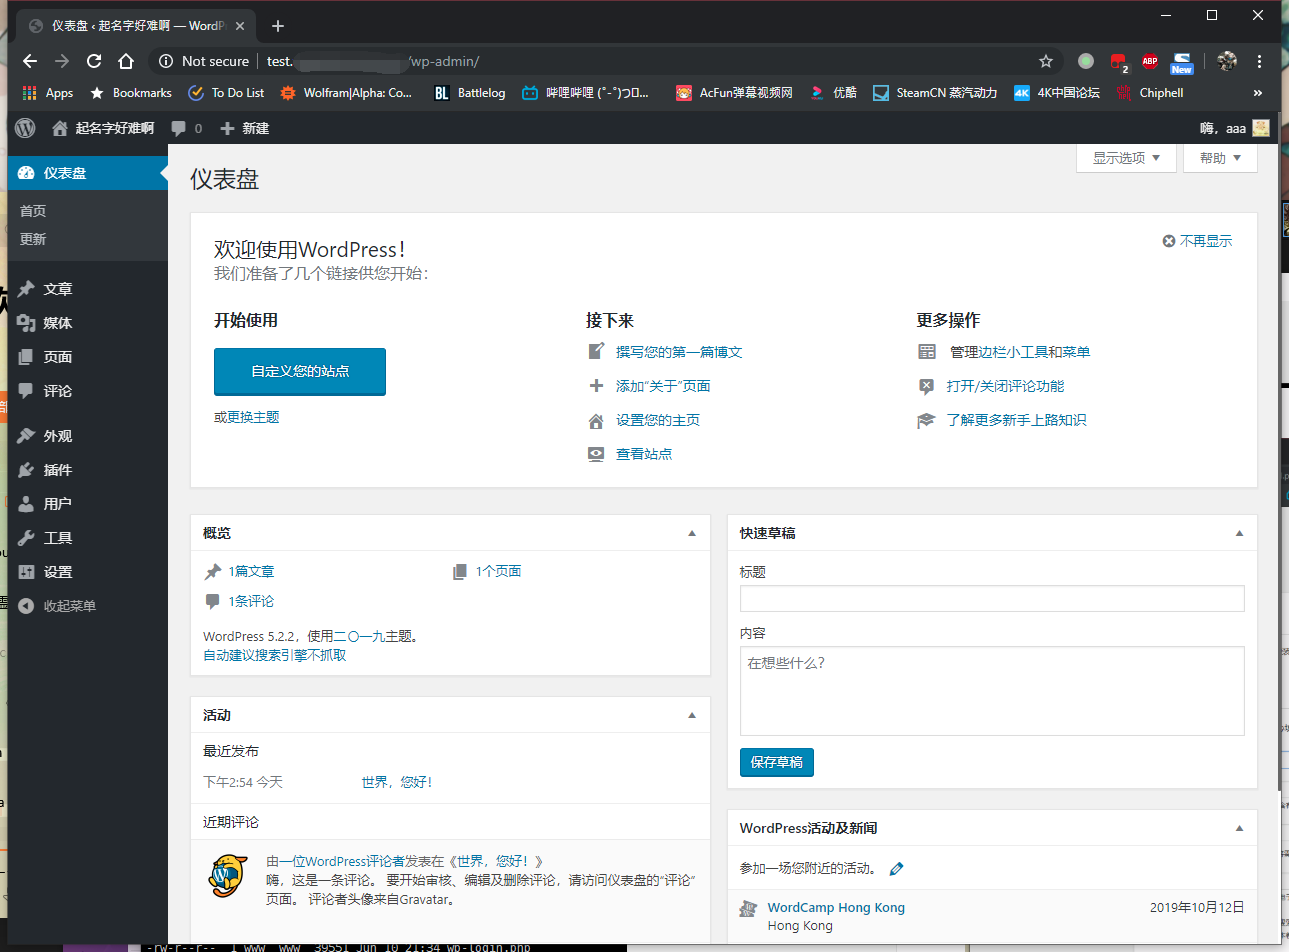 仪表盘 ‹ 起名字好难啊 — WordP
Not secure
test.
/wp-admin/
2
ABP
New
Apps
Bookmarks
To Do List
Wolfram|Alpha: Co...
BL Battlelog
哔哩哔哩 (゜-゜)つロ...
AcFun弹幕视频网
优酷
SteamCN 蒸汽动力
4K 4K中国论坛
Chiphell
»
起名字好难啊
0
新建
嗨，aaa
仪表盘
首页
更新
文章
媒体
页面
评论
外观
插件
用户
工具
设置
收起菜单
仪表盘
显示选项
帮助
欢迎使用WordPress！
不再显示
我们准备了几个链接供您开始：
开始使用
自定义您的站点
或更换主题
接下来
撰写您的第一篇博文
添加“关于”页面
设置您的主页
查看站点
更多操作
管理边栏小工具和菜单
打开/关闭评论功能
了解更多新手上路知识
概览
1篇文章
1个页面
1条评论
WordPress 5.2.2，使用二〇一九主题。
自动建议搜索引擎不抓取
活动
最近发布
下午2:54 今天
世界，您好！
近期评论
由一位WordPress评论者发表在《世界，您好！》
嗨，这是一条评论。 要开始审核、编辑及删除评论，请访问仪表盘的“评论”
页面。 评论者头像来自Gravatar。
快速草稿
标题
内容
在想些什么？
保存草稿
WordPress活动及新闻
参加一场您附近的活动。
WordCamp Hong Kong
2019年10月12日
Hong Kong
-rw-r--r-- 1 www www 39551 Jun 10 21:34 wp-login.php